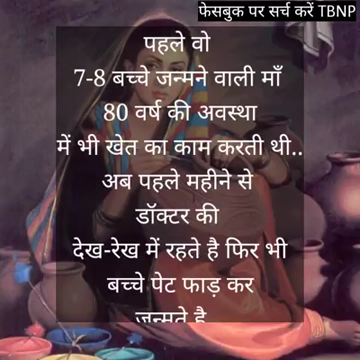 फेसबुक पर सर्च करें TBNP
पहले वो
7-8 बच्चे जन्मने वाली माँ
80 वर्ष की अवस्था
में भी खेत का काम करती थी..
अब पहले महीने से
डॉक्टर की
देख-रेख में रहते है फिर भी
बच्चे पेट फाड़ कर
जन्मते है